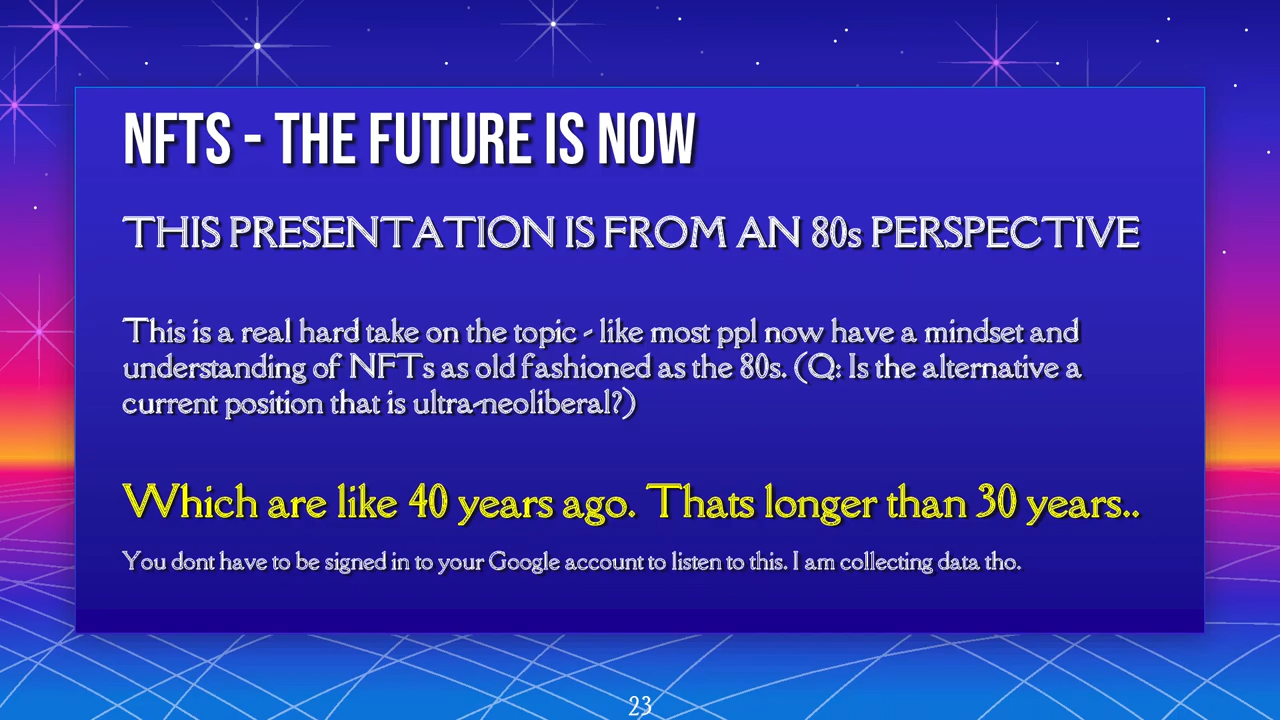 NFTS - THE FUTURE IS NOW
THIS PRESENTATION IS FROM AN 80s PERSPECTIVE
This is a real hard take on the topic - like most ppl now have a mindset and
understanding of NFTs as old fashioned as the 80s. (Q: Is the alternative a
current position that is ultra-neoliberal?)
Which are like 40 years ago. Thats longer than 30 years..
You dont have to be signed in to your Google account to listen to this. I am collecting data tho.
23